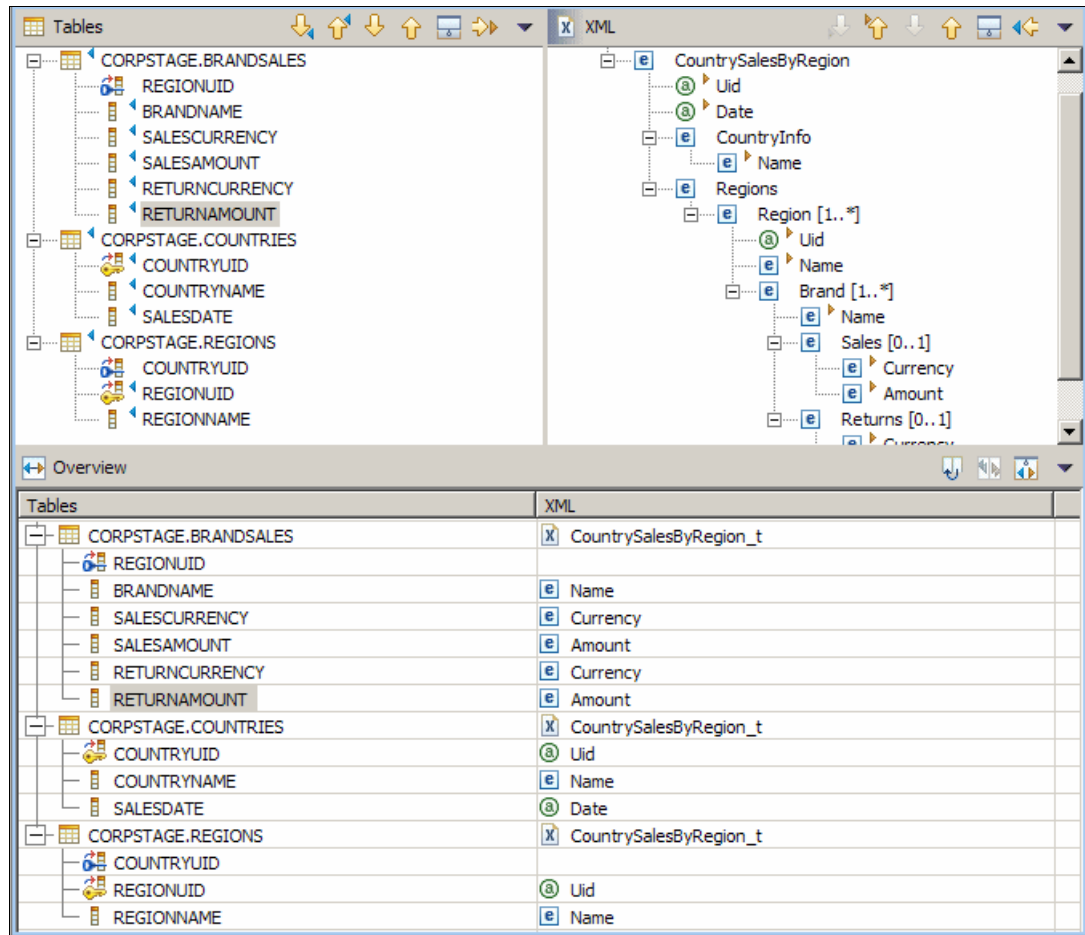 Tables
CORPSTAGE.BRANDSALES
REGIONUID
BRANDNAME
SALESCURRENCY
SALESAMOUNT
RETURNCURRENCY
RETURNAMOUNT
CORPSTAGE.COUNTRIES
COUNTRYUID
COUNTRYNAME
SALESDATE
CORPSTAGE.REGIONS
COUNTRYUID
REGIONUID
REGIONNAME
XML
CountrySalesByRegion
Uid
Date
CountryInfo
Name
Regions
Region [1..*]
Uid
Name
Brand [1..*]
Name
Sales [0..1]
Currency
Amount
Returns [0..1]
Currency
Overview
Tables XML
CORPSTAGE.BRANDSALES CountrySalesByRegion_t
REGIONUID
BRANDNAME Name
SALESCURRENCY Currency
SALESAMOUNT Amount
RETURNCURRENCY Currency
RETURNAMOUNT Amount
CORPSTAGE.COUNTRIES CountrySalesByRegion_t
COUNTRYUID Uid
COUNTRYNAME Name
SALESDATE Date
CORPSTAGE.REGIONS CountrySalesByRegion_t
COUNTRYUID
REGIONUID Uid
REGIONNAME Name